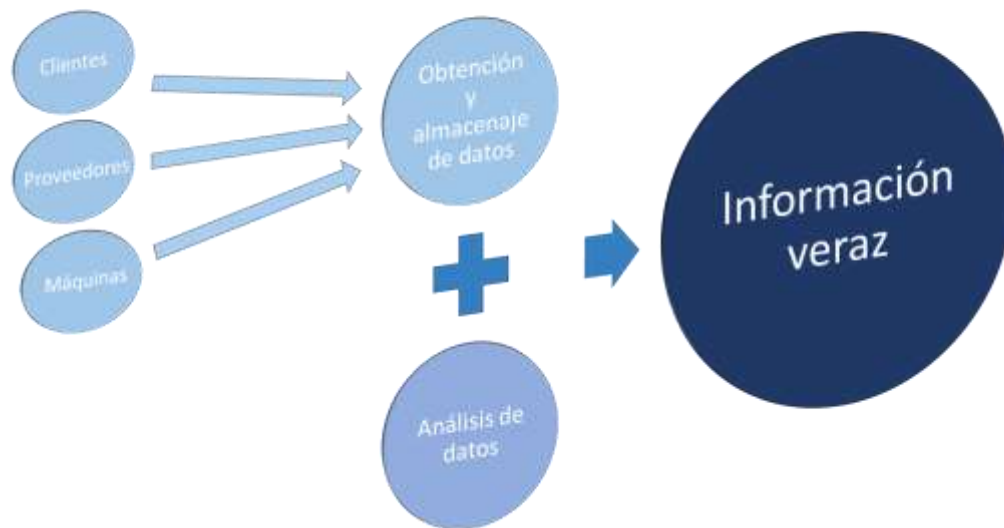 Clientes
Proveedores
Máquinas
Obtención
y
almacenaje
de datos
Análisis de
datos
Información
veraz